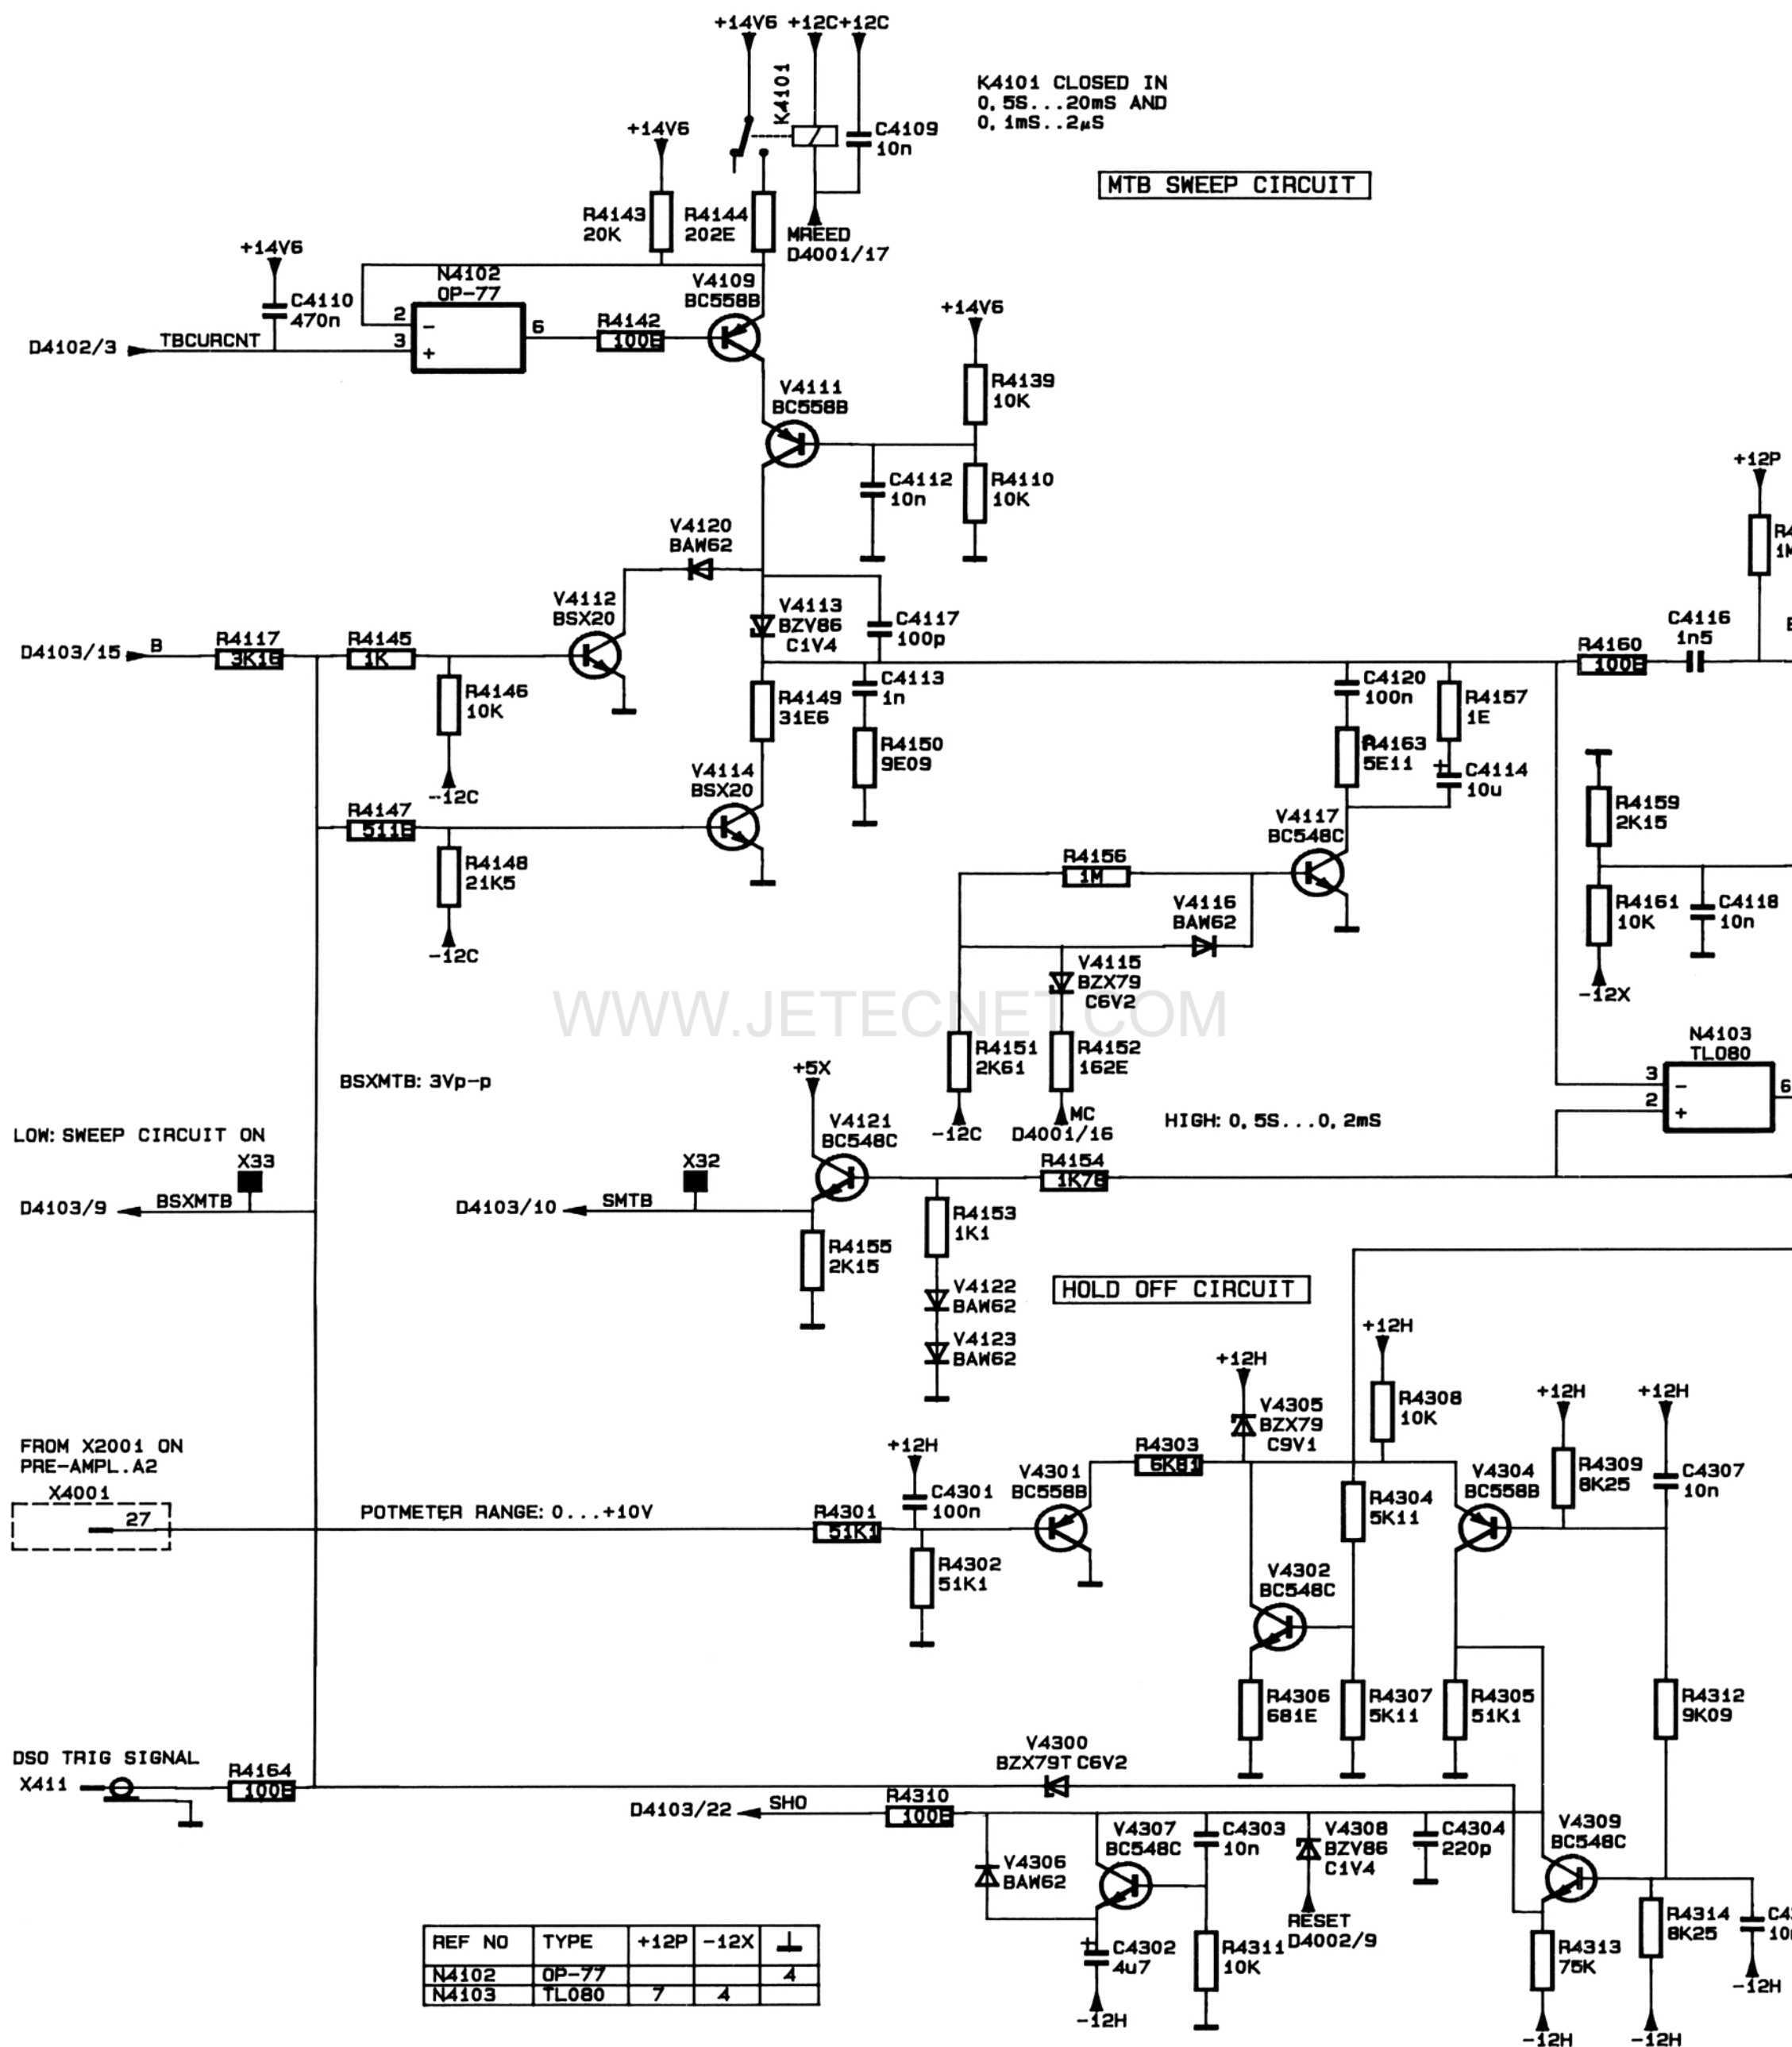 +14V6 +12C+12C
K4101
K4101 CLOSED IN
0,5S...20mS AND
0,1mS..2µS
C4109
10n
+14V6
MTB SWEEP CIRCUIT
R4143
20K
R4144
202E
MREED
D4001/17
+14V6
N4102
OP-77
C4110
470n
V4109
BC558B
+14V6
2
-
3
+
6
R4142
100E
D4102/3
TBCURCNT
V4111
BC558B
R4139
10K
C4112
10n
R4110
10K
+12P
V4120
BAW62
V4112
BSX20
V4113
BZV86
C1V4
C4117
100p
C4116
1n5
D4103/15
B
R4117
3K16
R4145
1K
R4160
100E
R4146
10K
R4149
31E6
C4113
1n
C4120
100n
R4157
1E
R4150
9E09
R4163
5E11
C4114
10u
-12C
V4114
BSX20
R4147
511E
V4117
BC548C
R4159
2K15
R4148
21K5
R4156
1M
V4116
BAW62
R4161
10K
C4118
10n
-12C
V4115
BZX79
C6V2
-12X
WWW.JETECNET.COM
R4151
2K61
R4152
162E
N4103
TL080
BSXMTB: 3Vp-p
+5X
3
-
2
+
6
V4121
BC548C
-12C
MC
D4001/16
HIGH: 0,5S...0,2mS
LOW: SWEEP CIRCUIT ON
X33
X32
R4154
1K78
D4103/9
BSXMTB
D4103/10
SMTB
R4153
1K1
R4155
2K15
V4122
BAW62
HOLD OFF CIRCUIT
V4123
BAW62
+12H
+12H
R4308
10K
+12H
+12H
V4305
BZX79
C9V1
FROM X2001 ON
PRE-AMPL.A2
X4001
27
+12H
R4303
6K81
V4301
BC558B
V4304
BC558B
R4309
8K25
C4307
10n
C4301
100n
R4304
5K11
POTMETER RANGE: 0...+10V
R4301
51K1
R4302
51K1
V4302
BC548C
R4306
681E
R4307
5K11
R4305
51K1
R4312
9K09
DSO TRIG SIGNAL
X411
R4164
100E
V4300
BZX79T C6V2
D4103/22
SHO
R4310
100E
V4307
BC548C
C4303
10n
V4308
BZV86
C1V4
C4304
220p
V4309
BC548C
V4306
BAW62
RESET
D4002/9
R4314
8K25
C4302
4u7
R4311
10K
R4313
75K
-12H
-12H
-12H
-12H
REF NO TYPE +12P -12X
N4102 OP-77 4
N4103 TL080 7 4